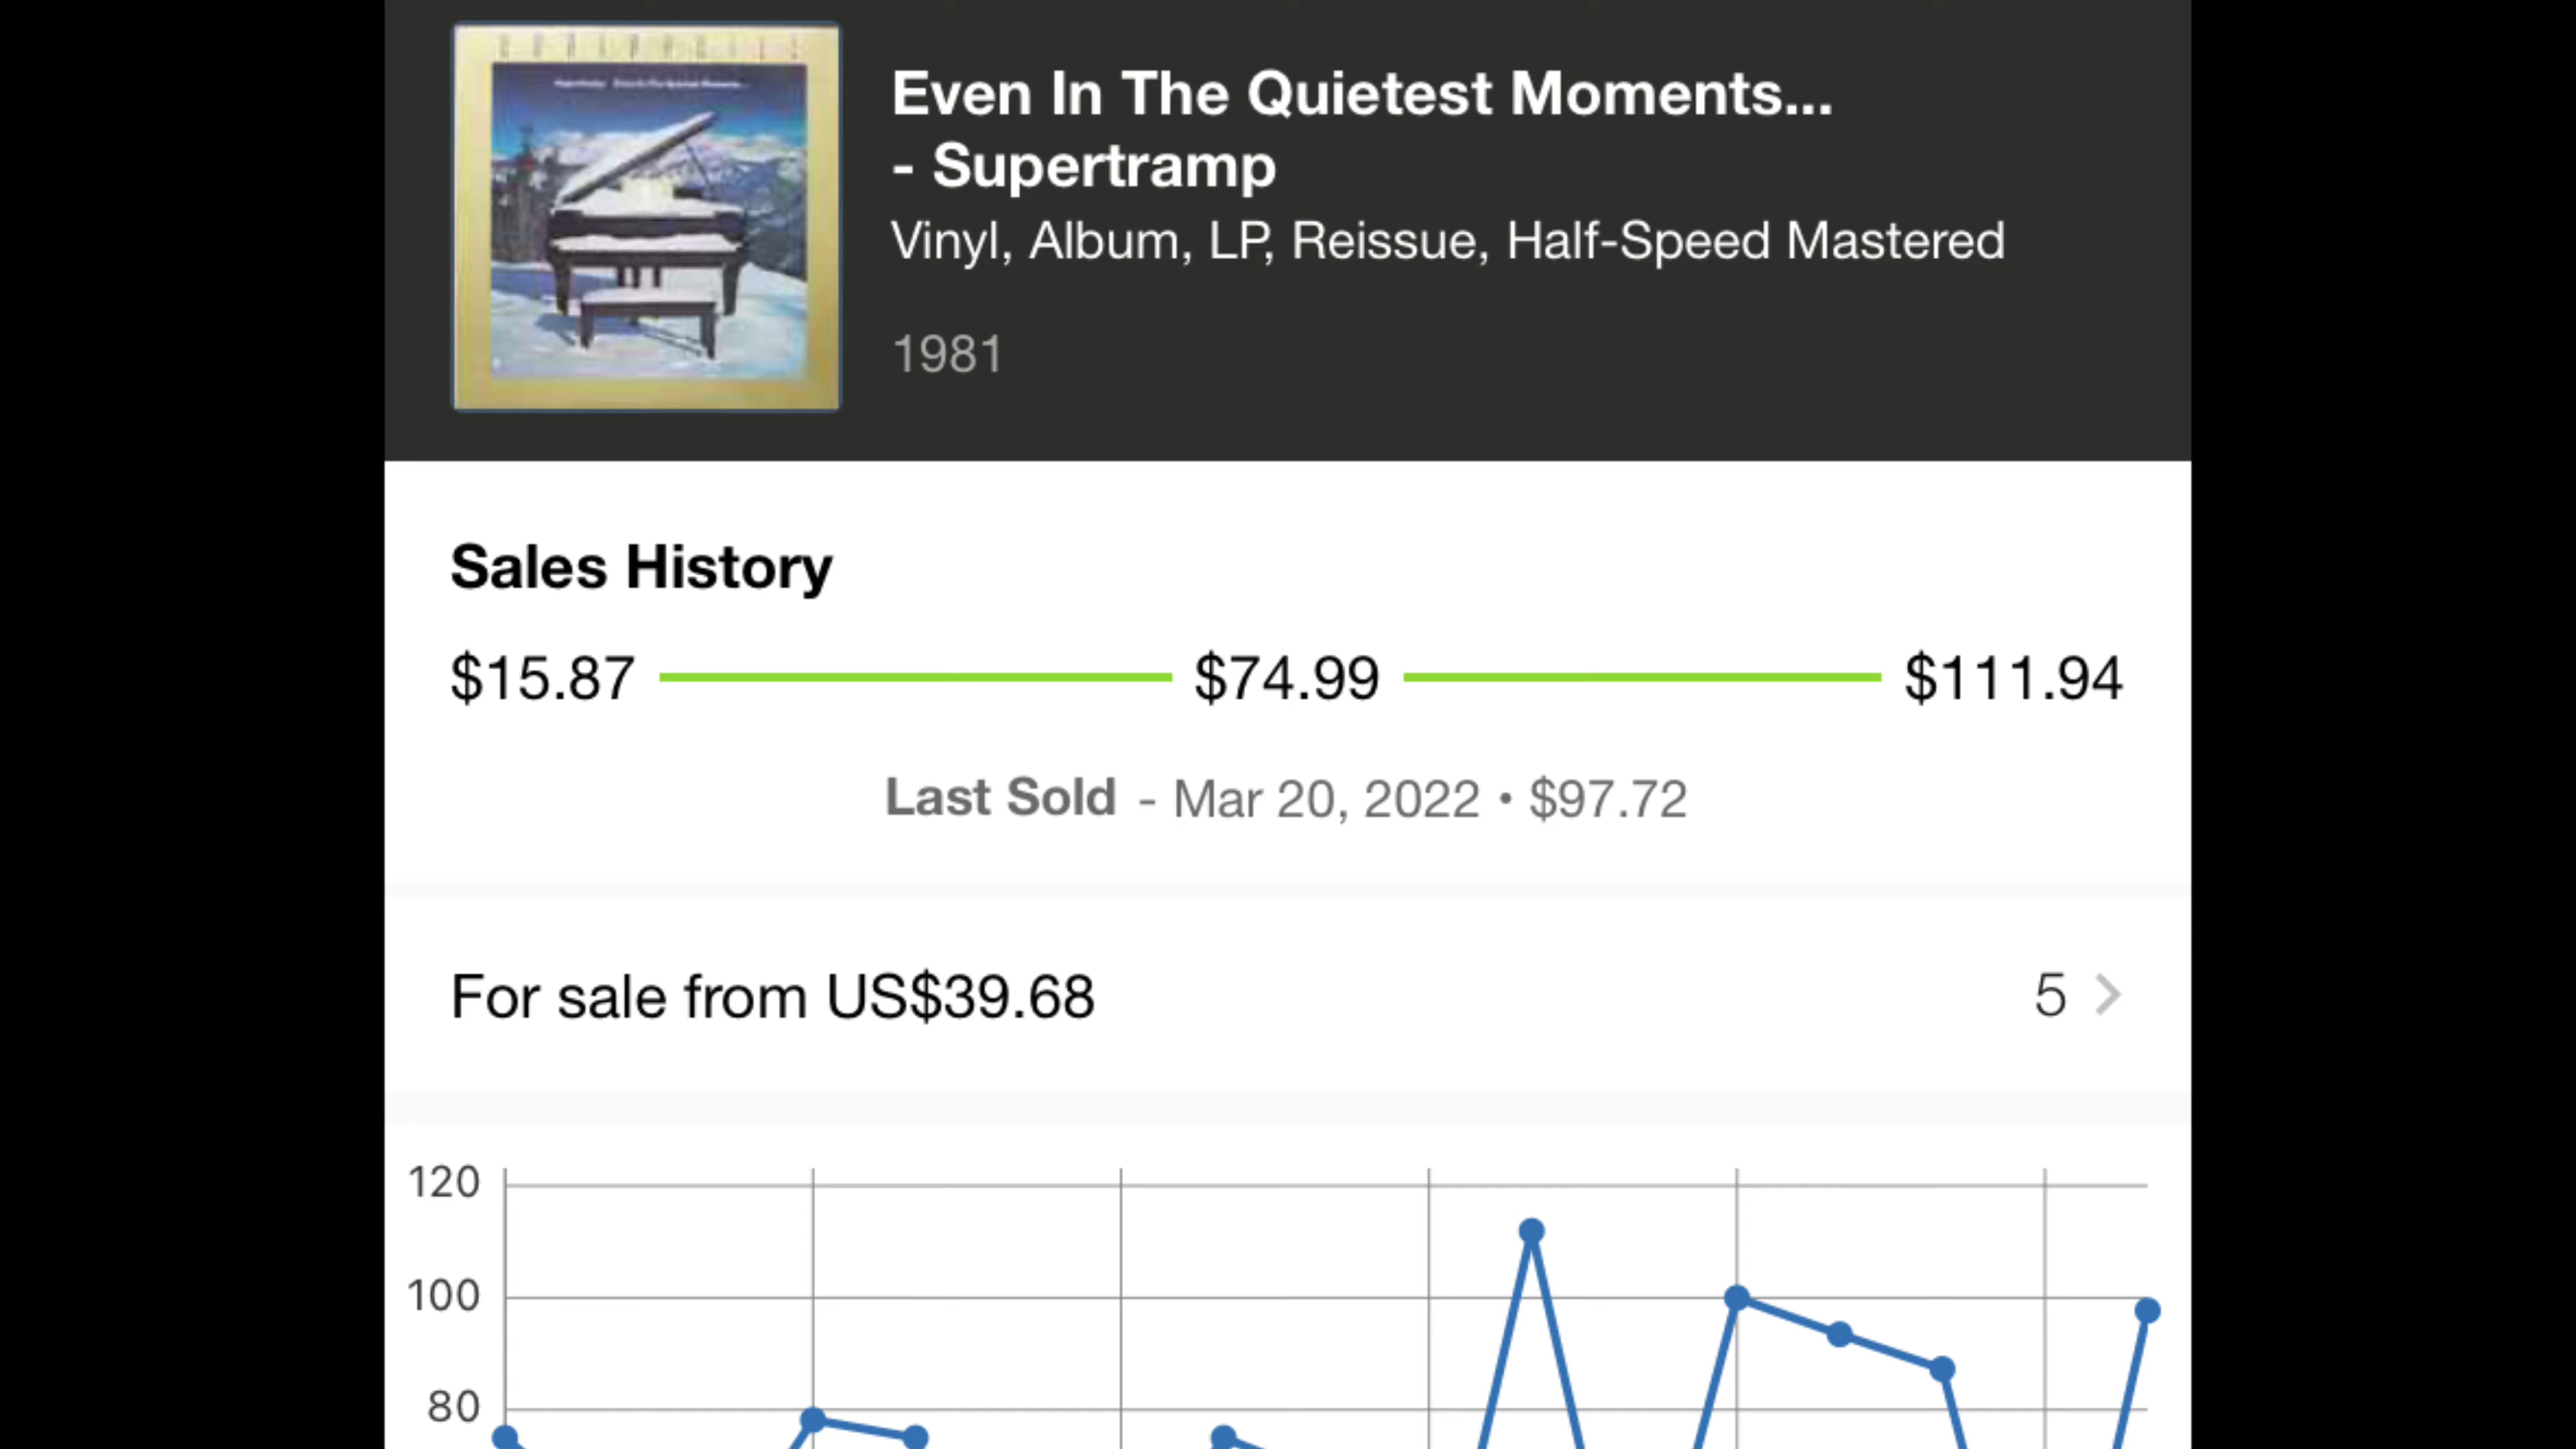 Even In The Quietest Moments...
- Supertramp
Vinyl, Album, LP, Reissue, Half-Speed Mastered
1981
Sales History
$15.87 $74.99 $111.94
Last Sold - Mar 20, 2022 • $97.72
For sale from US$39.68 5
120
100
80